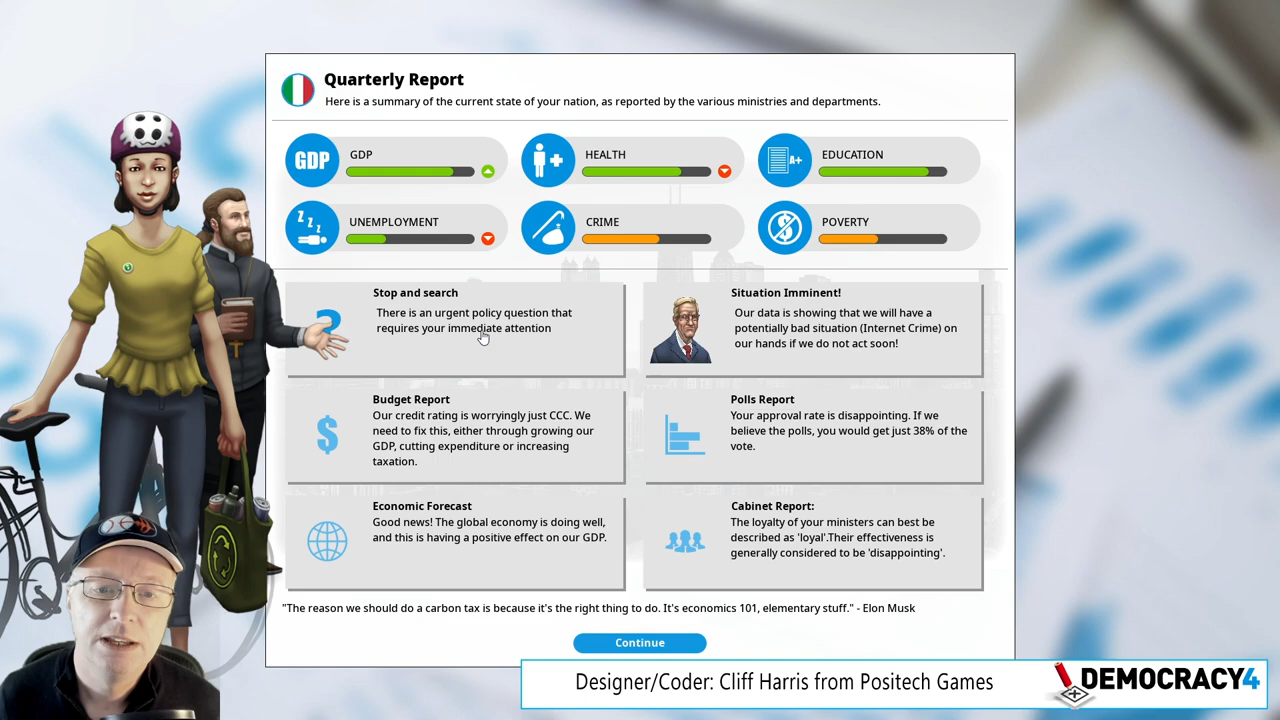 Quarterly Report
Here is a summary of the current state of your nation, as reported by the various ministries and departments.
GDP
GDP
HEALTH
A+
EDUCATION
Z Z Z
UNEMPLOYMENT
CRIME
$
POVERTY
Stop and search
?
There is an urgent policy question that
requires your immediate attention
Situation Imminent!
Our data is showing that we will have a
potentially bad situation (Internet Crime) on
our hands if we do not act soon!
Budget Report
$
Our credit rating is worryingly just CCC. We
need to fix this, either through growing our
GDP, cutting expenditure or increasing
taxation.
Polls Report
Your approval rate is disappointing. If we
believe the polls, you would get just 38% of the
vote.
Economic Forecast
Good news! The global economy is doing well,
and this is having a positive effect on our GDP.
Cabinet Report:
The loyalty of your ministers can best be
described as 'loyal'.Their effectiveness is
generally considered to be 'disappointing'.
"The reason we should do a carbon tax is because it's the right thing to do. It's economics 101, elementary stuff." - Elon Musk
Continue
Designer/Coder: Cliff Harris from Positech Games
DEMOCRACY4